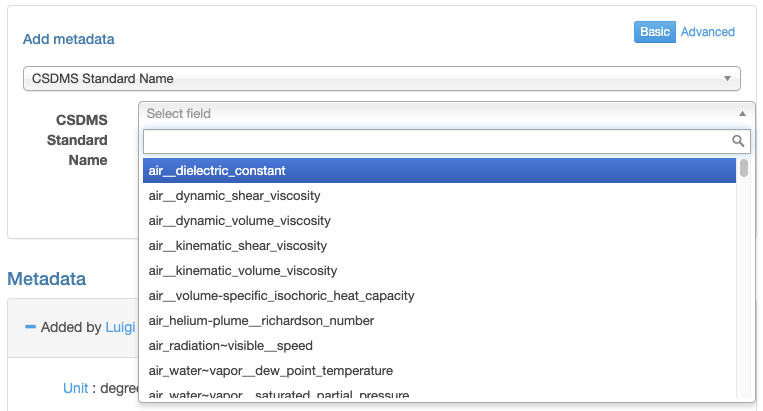 Add metadata
Basic Advanced
CSDMS Standard Name
CSDMS
Standard
Name
Select field
air__dielectric_constant
air__dynamic_shear_viscosity
air__dynamic_volume_viscosity
air__kinematic_shear_viscosity
air__kinematic_volume_viscosity
air__volume-specific_isochoric_heat_capacity
air_helium-plume__richardson_number
air_radiation~visible__speed
air_water~vapor__dew_point_temperature
air_water~vapor__saturated_partial_pressure
Metadata
Added by Luigi
Unit : degre